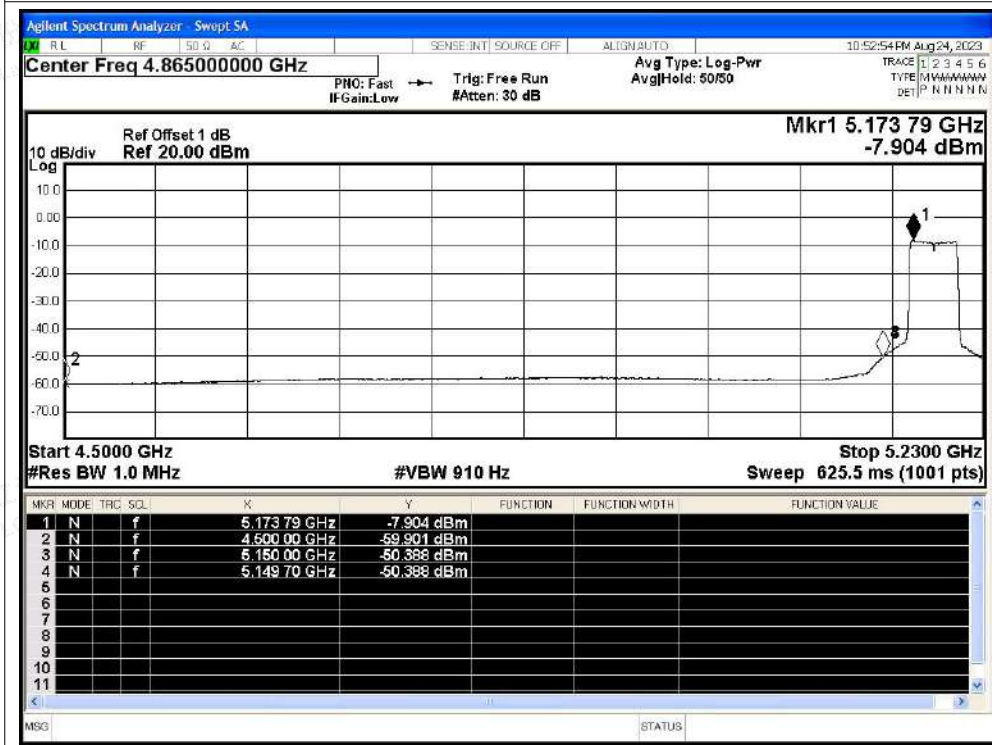 Agilent Spectrum Analyzer - Swept SA
LXI RL RF 50 Ω AC SENSE:INT SOURCE OFF ALIGN AUTO 10:52:54 PM Aug 24, 2023
Center Freq 4.865000000 GHz
PNO: Fast
IFGain:Low
Trig: Free Run
#Atten: 30 dB
Avg Type: Log-Pwr
Avg|Hold: 50/50
TRACE 1 2 3 4 5 6
TYPE M
DET P N N N N N
Mkr1 5.173 79 GHz
-7.904 dBm
Ref Offset 1 dB
10 dB/div Ref 20.00 dBm
Log
10.0
0.00
-10.0
-20.0
-30.0
-40.0
-50.0
-60.0
-70.0
1
2
Start 4.5000 GHz Stop 5.2300 GHz
#Res BW 1.0 MHz #VBW 910 Hz Sweep 625.5 ms (1001 pts)
MKR MODE TRC SCL X Y FUNCTION FUNCTION WIDTH FUNCTION VALUE
1 N f 5.173 79 GHz -7.904 dBm
2 N f 4.500 00 GHz -59.901 dBm
3 N f 5.150 00 GHz -50.388 dBm
4 N f 5.149 70 GHz -50.388 dBm
5
6
7
8
9
10
11
MSG STATUS